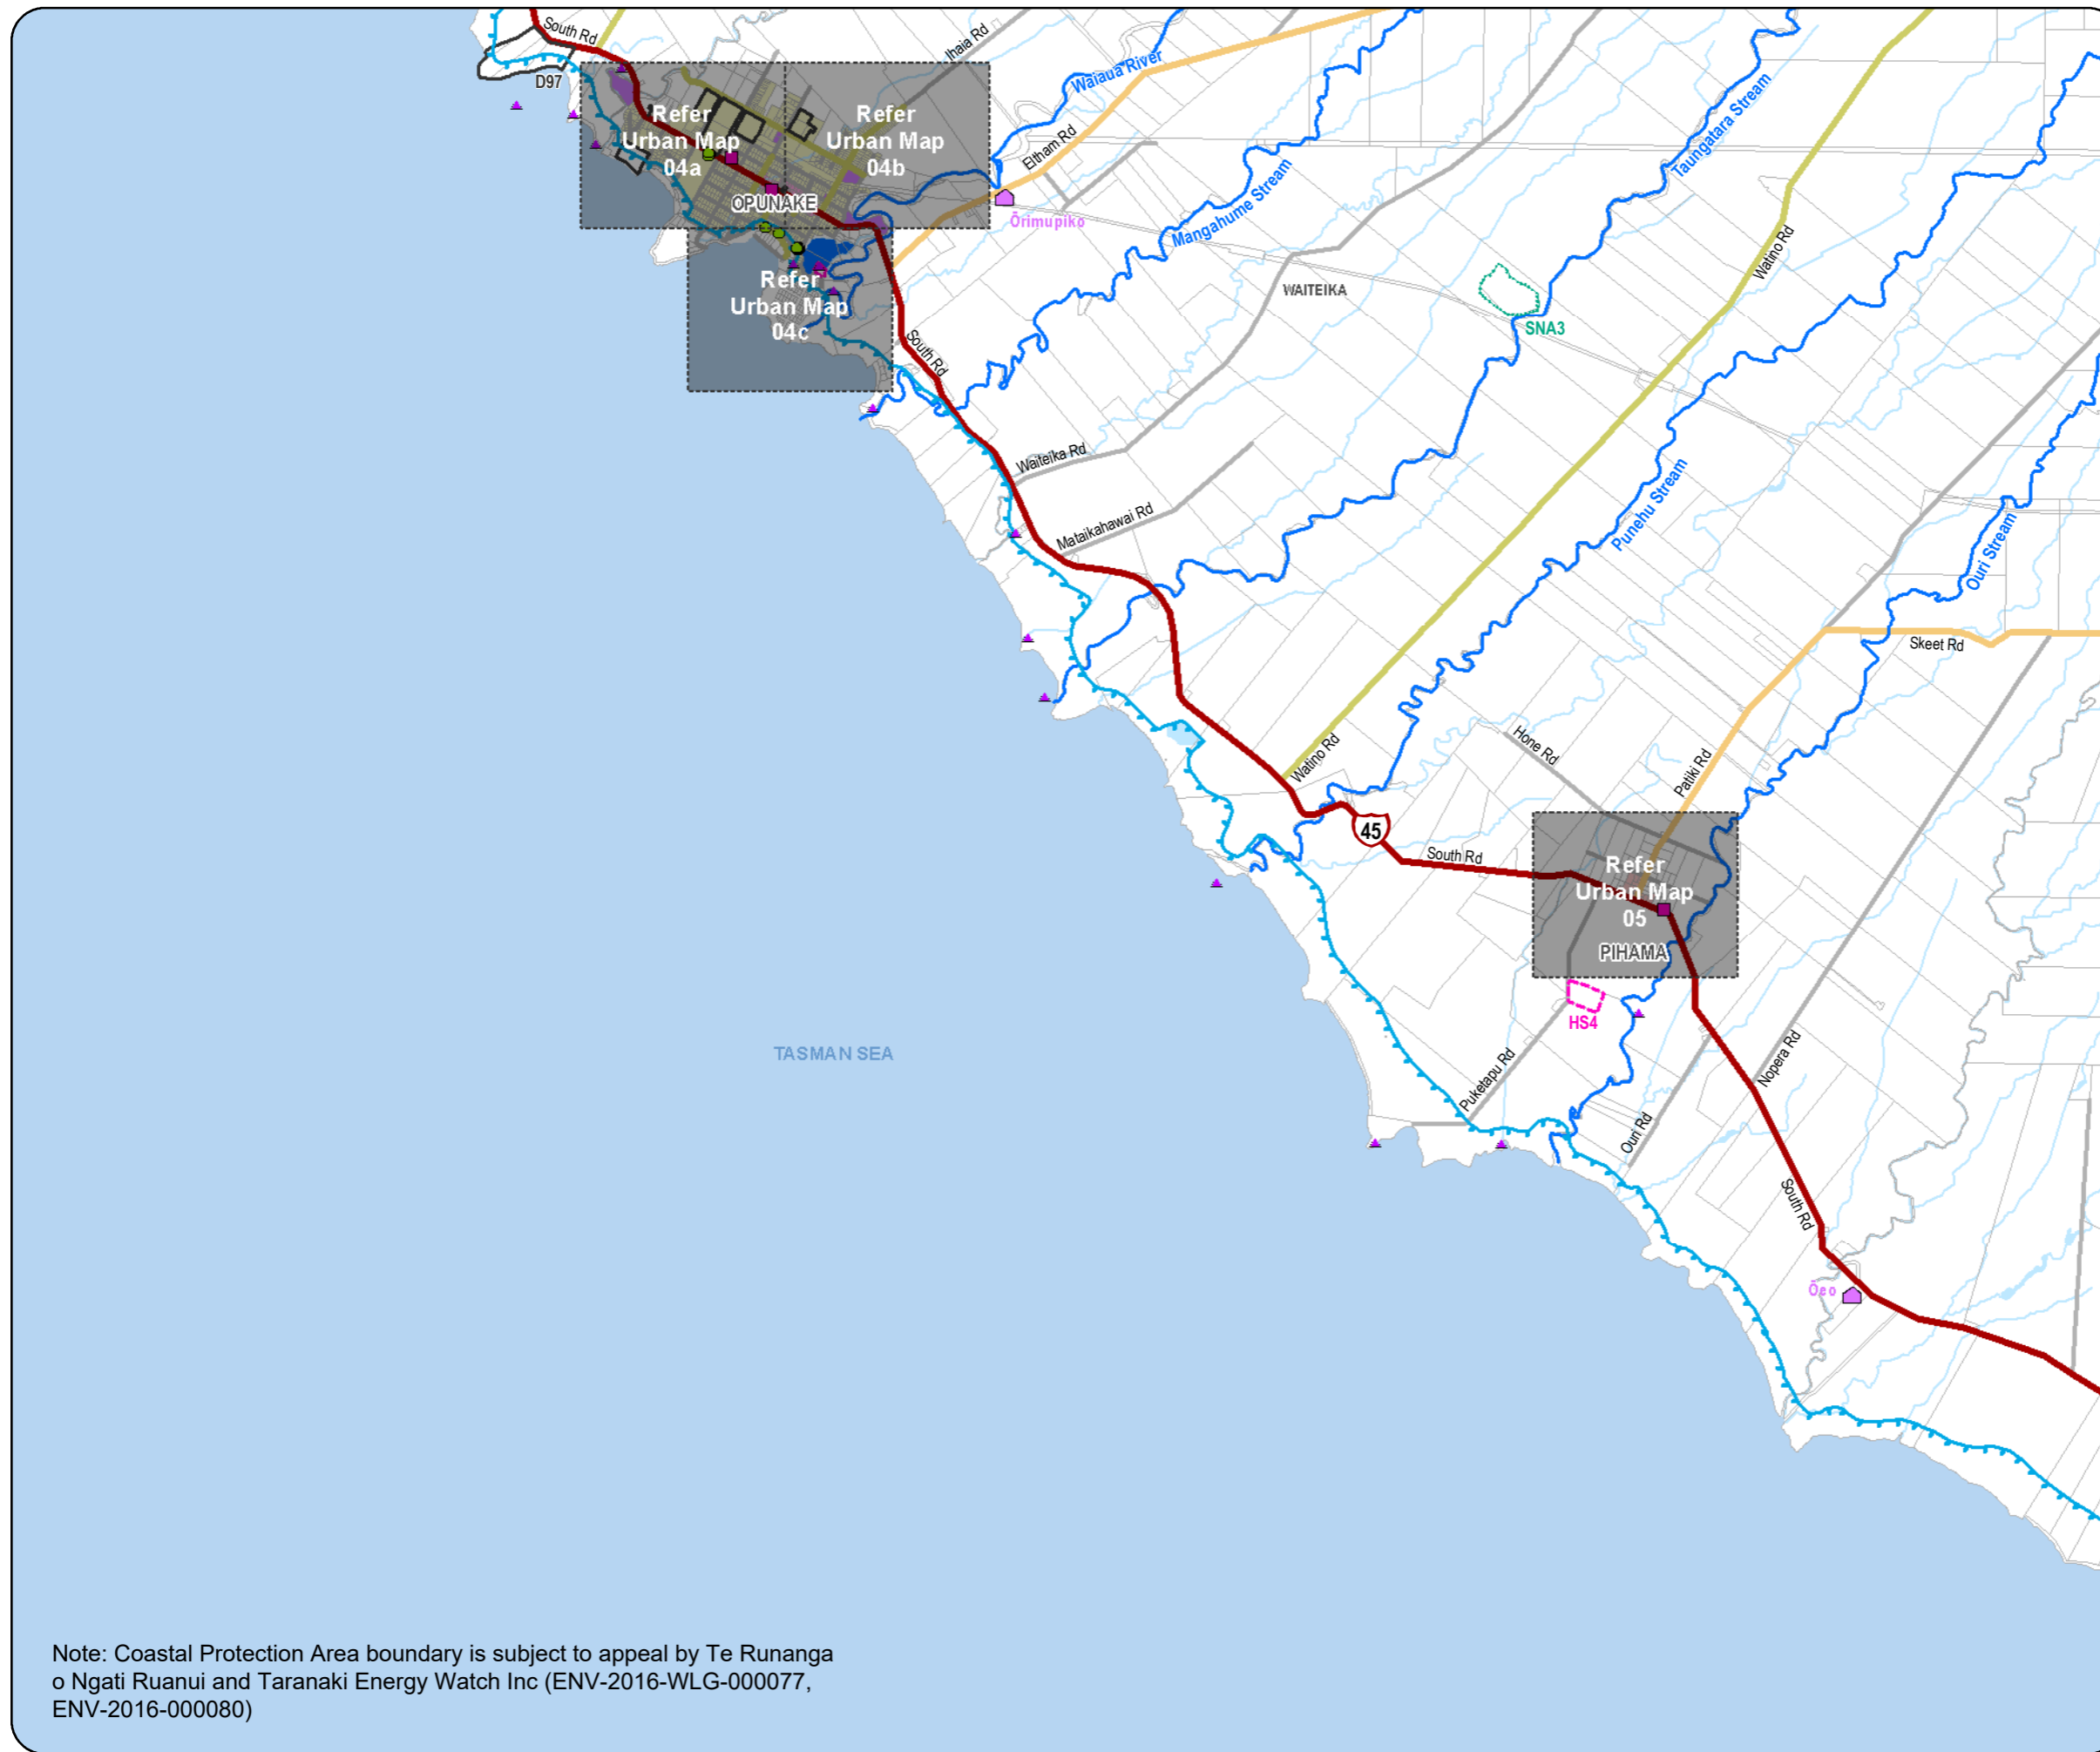 South Rd
D97
Ihaia Rd
Waiaua River
Refer
Urban Map
04a
Refer
Urban Map
04b
Eltham Rd
Taungatara Stream
OPUNAKE
Ōrimupiko
Mangahume Stream
Watino Rd
WAITEIKA
SNA3
Refer
Urban Map
04c
South Rd
Waiteika Rd
Mataikahawai Rd
Punehu Stream
Ouri Stream
Skeet Rd
Watino Rd
Hone Rd
Patiki Rd
45
South Rd
Refer
Urban Map
05
PIHAMA
HS4
TASMAN SEA
Puketapu Rd
Nopera Rd
Ouri Rd
South Rd
Ōeo
Note: Coastal Protection Area boundary is subject to appeal by Te Runanga
o Ngati Ruanui and Taranaki Energy Watch Inc (ENV-2016-WLG-000077,
ENV-2016-000080)